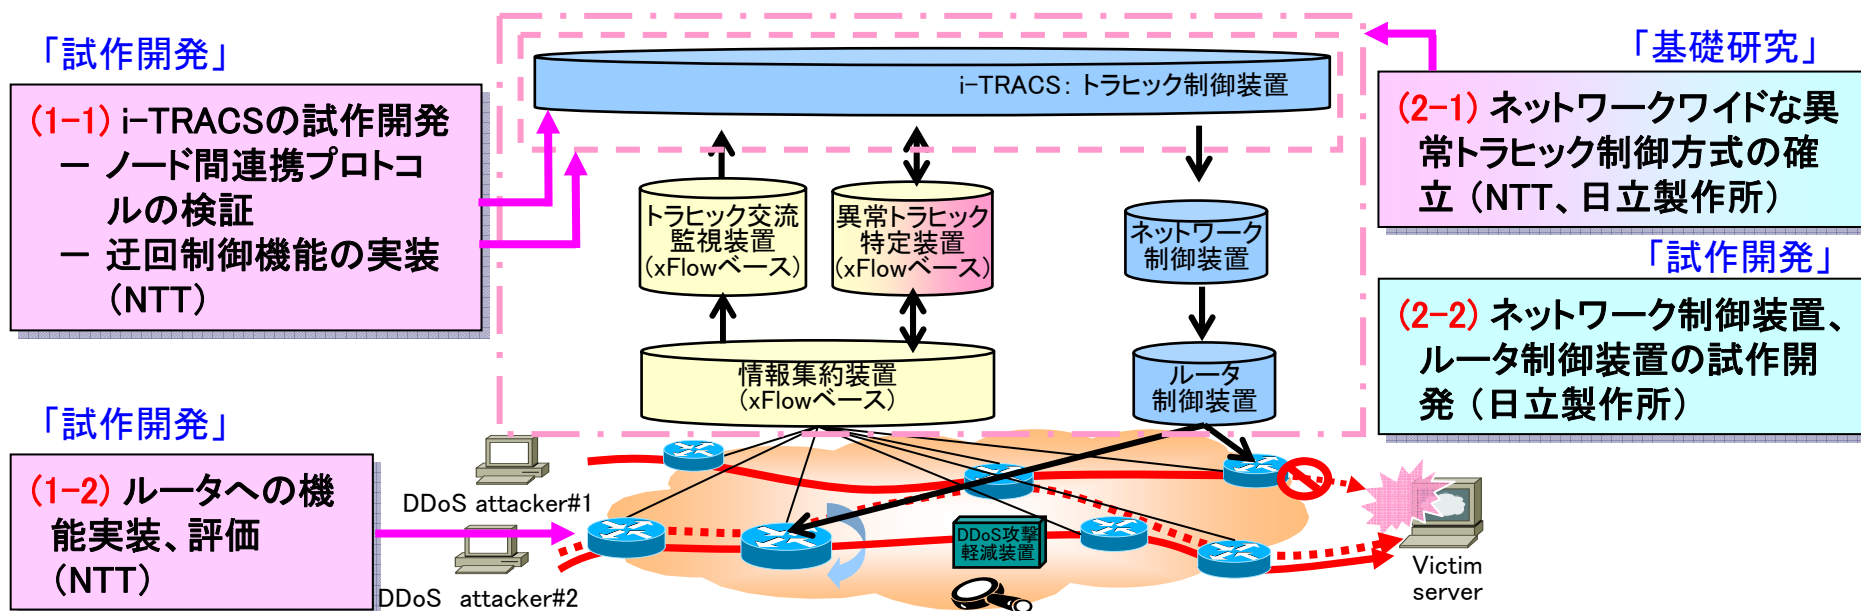 「試作開発」
(1-1) i-TRACSの試作開発
－ ノード間連携プロトコ
ルの検証
－ 迂回制御機能の実装
(NTT)
「試作開発」
(1-2) ルータへの機
能実装、評価
(NTT)
i-TRACS: トラヒック制御装置
トラヒック交流
監視装置
(xFlowベース)
異常トラヒック
特定装置
(xFlowベース)
ネットワーク
制御装置
情報集約装置
(xFlowベース)
ルータ
制御装置
DDoS attacker#1
DDoS attacker#2
DDoS攻撃
軽減装置
Victim
server
「基礎研究」
(2-1) ネットワークワイドな異
常トラヒック制御方式の確
立 (NTT、日立製作所)
「試作開発」
(2-2) ネットワーク制御装置、
ルータ制御装置の試作開
発 (日立製作所)